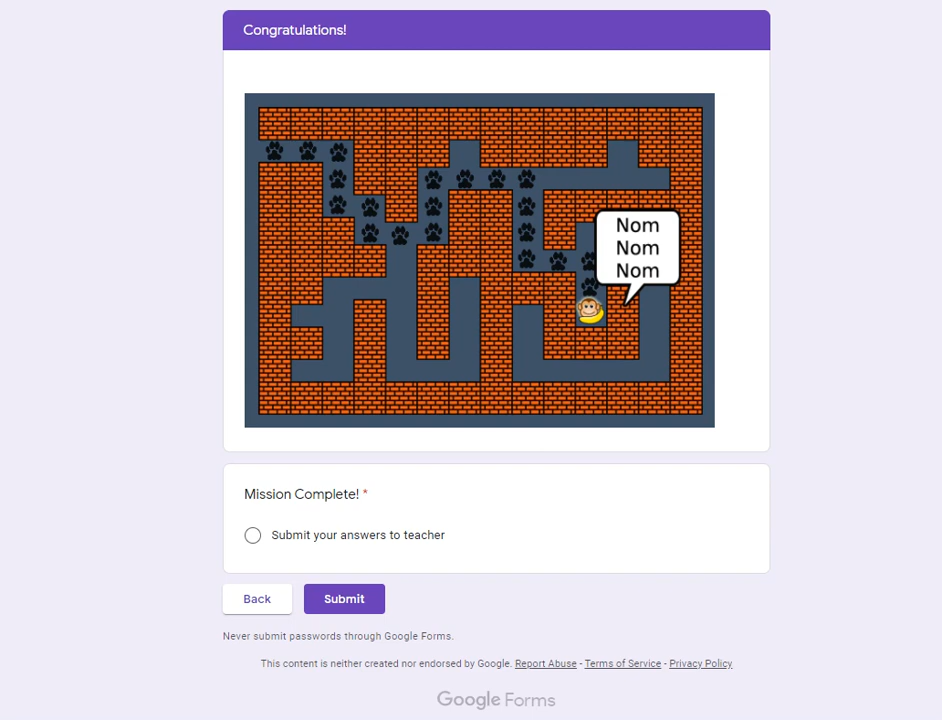 Congratulations!
Nom
Nom
Nom
Mission Complete! *
Submit your answers to teacher
Back
Submit
Never submit passwords through Google Forms.
This content is neither created nor endorsed by Google. Report Abuse - Terms of Service - Privacy Policy
Google Forms